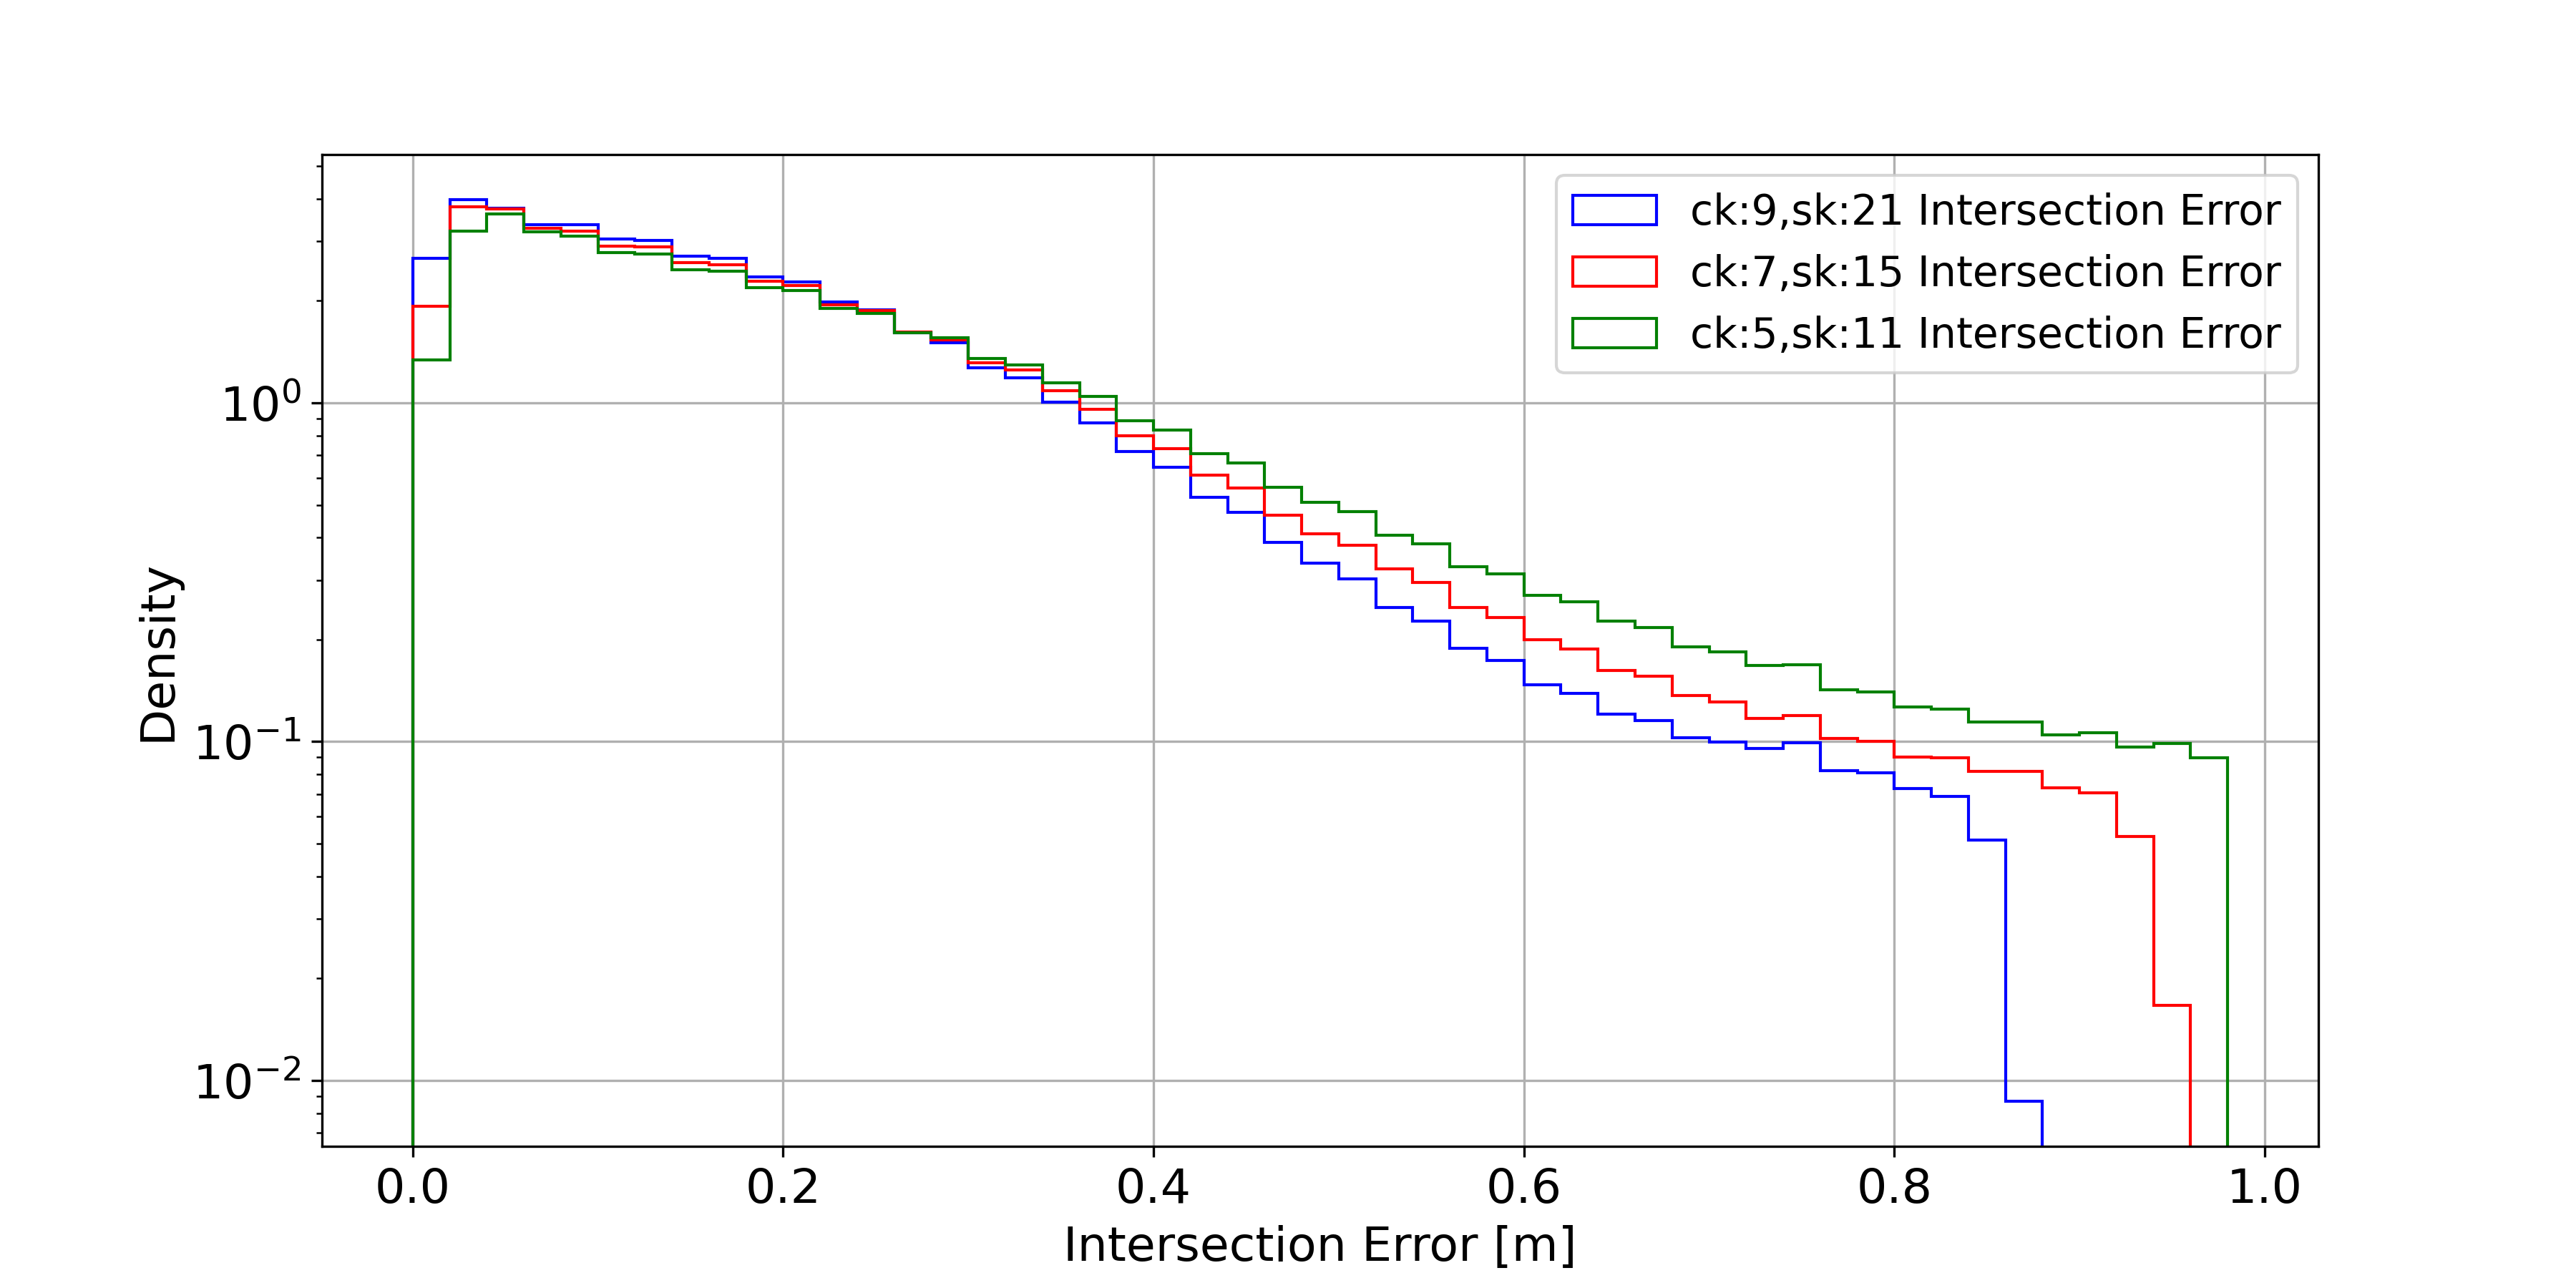 ck:9,sk:21 Intersection Error
ck:7,sk:15 Intersection Error
ck:5,sk:11 Intersection Error
Density
10⁰
10⁻¹
10⁻²
0.0 0.2 0.4 0.6 0.8 1.0
Intersection Error [m]